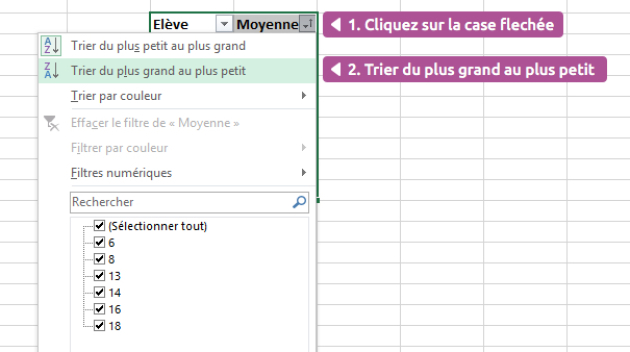 Elève Moyenne
1. Cliquez sur la case flechée
Trier du plus petit au plus grand
Trier du plus grand au plus petit
2. Trier du plus grand au plus petit
Trier par couleur
Effacer le filtre de « Moyenne »
Filtrer par couleur
Filtres numériques
Rechercher
(Sélectionner tout)
6
8
13
14
16
18